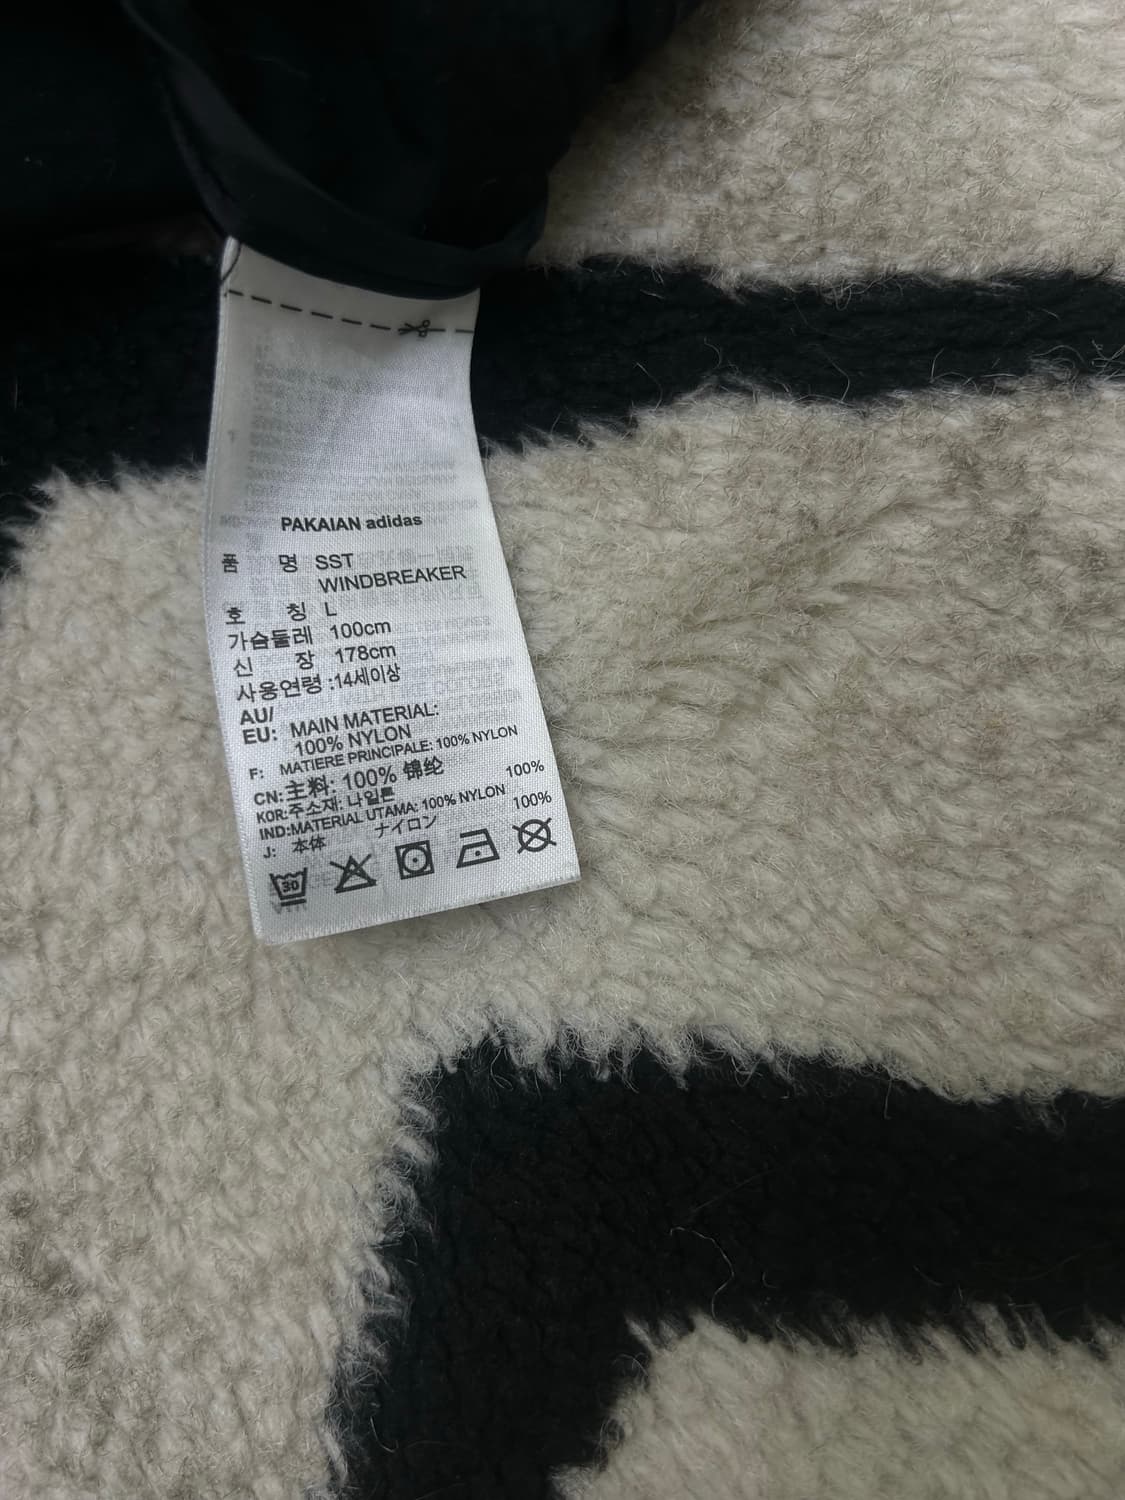 PAKAIAN adidas
품 명 SST
WINDBREAKER
호 칭 L
가슴둘레 100cm
신 장 178cm
사용연령 :14세이상
AU/
EU: MAIN MATERIAL:
100% NYLON
F: MATIERE PRINCIPALE: 100% NYLON
CN: 主料: 100% 锦纶
KOR: 주소재: 나일론 100%
IND:MATERIAL UTAMA: 100% NYLON
J: 本体 ナイロン 100%
30